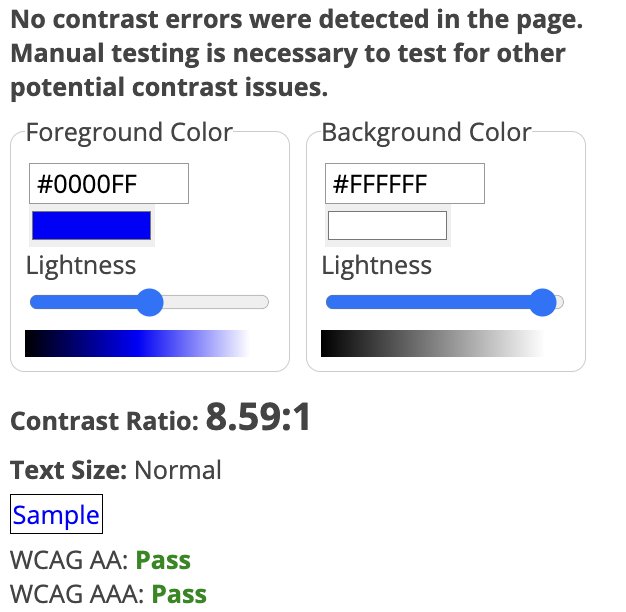 No contrast errors were detected in the page.
Manual testing is necessary to test for other
potential contrast issues.
Foreground Color
#0000FF
Lightness
Background Color
#FFFFFF
Lightness
Contrast Ratio: 8.59:1
Text Size: Normal
Sample
WCAG AA: Pass
WCAG AAA: Pass